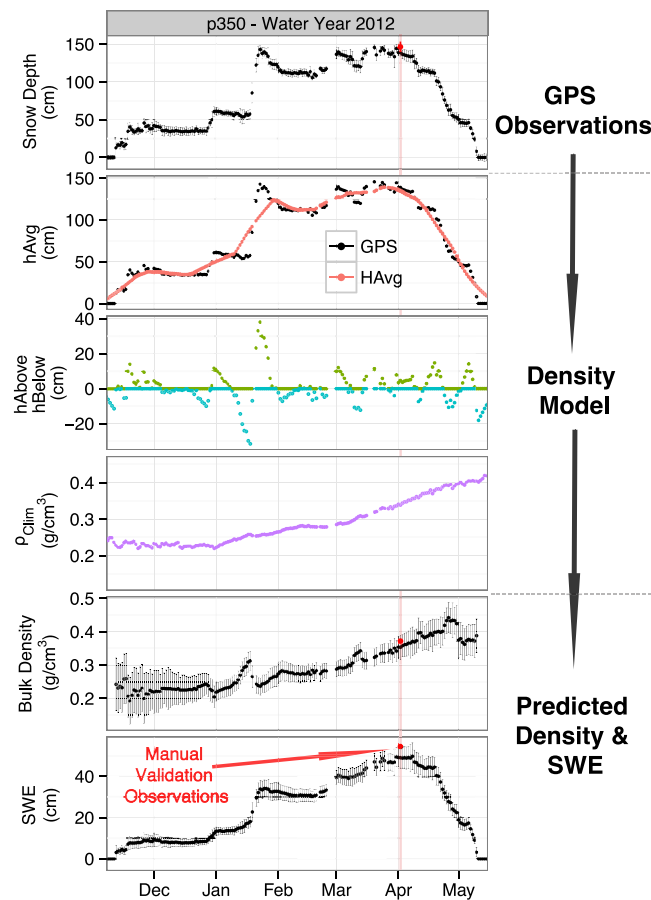 p350 - Water Year 2012
Snow Depth
(cm)
150
100
50
0
GPS
Observations
hAvg
(cm)
150
100
50
0
GPS
HAvg
hAbove
hBelow
(cm)
40
20
0
−20
Density
Model
ρClim
(g/cm3)
0.4
0.3
0.2
Bulk Density
(g/cm3)
0.5
0.4
0.3
0.2
Predicted
Density &
SWE
SWE
(cm)
40
20
0
Manual
Validation
Observations
Dec Jan Feb Mar Apr May